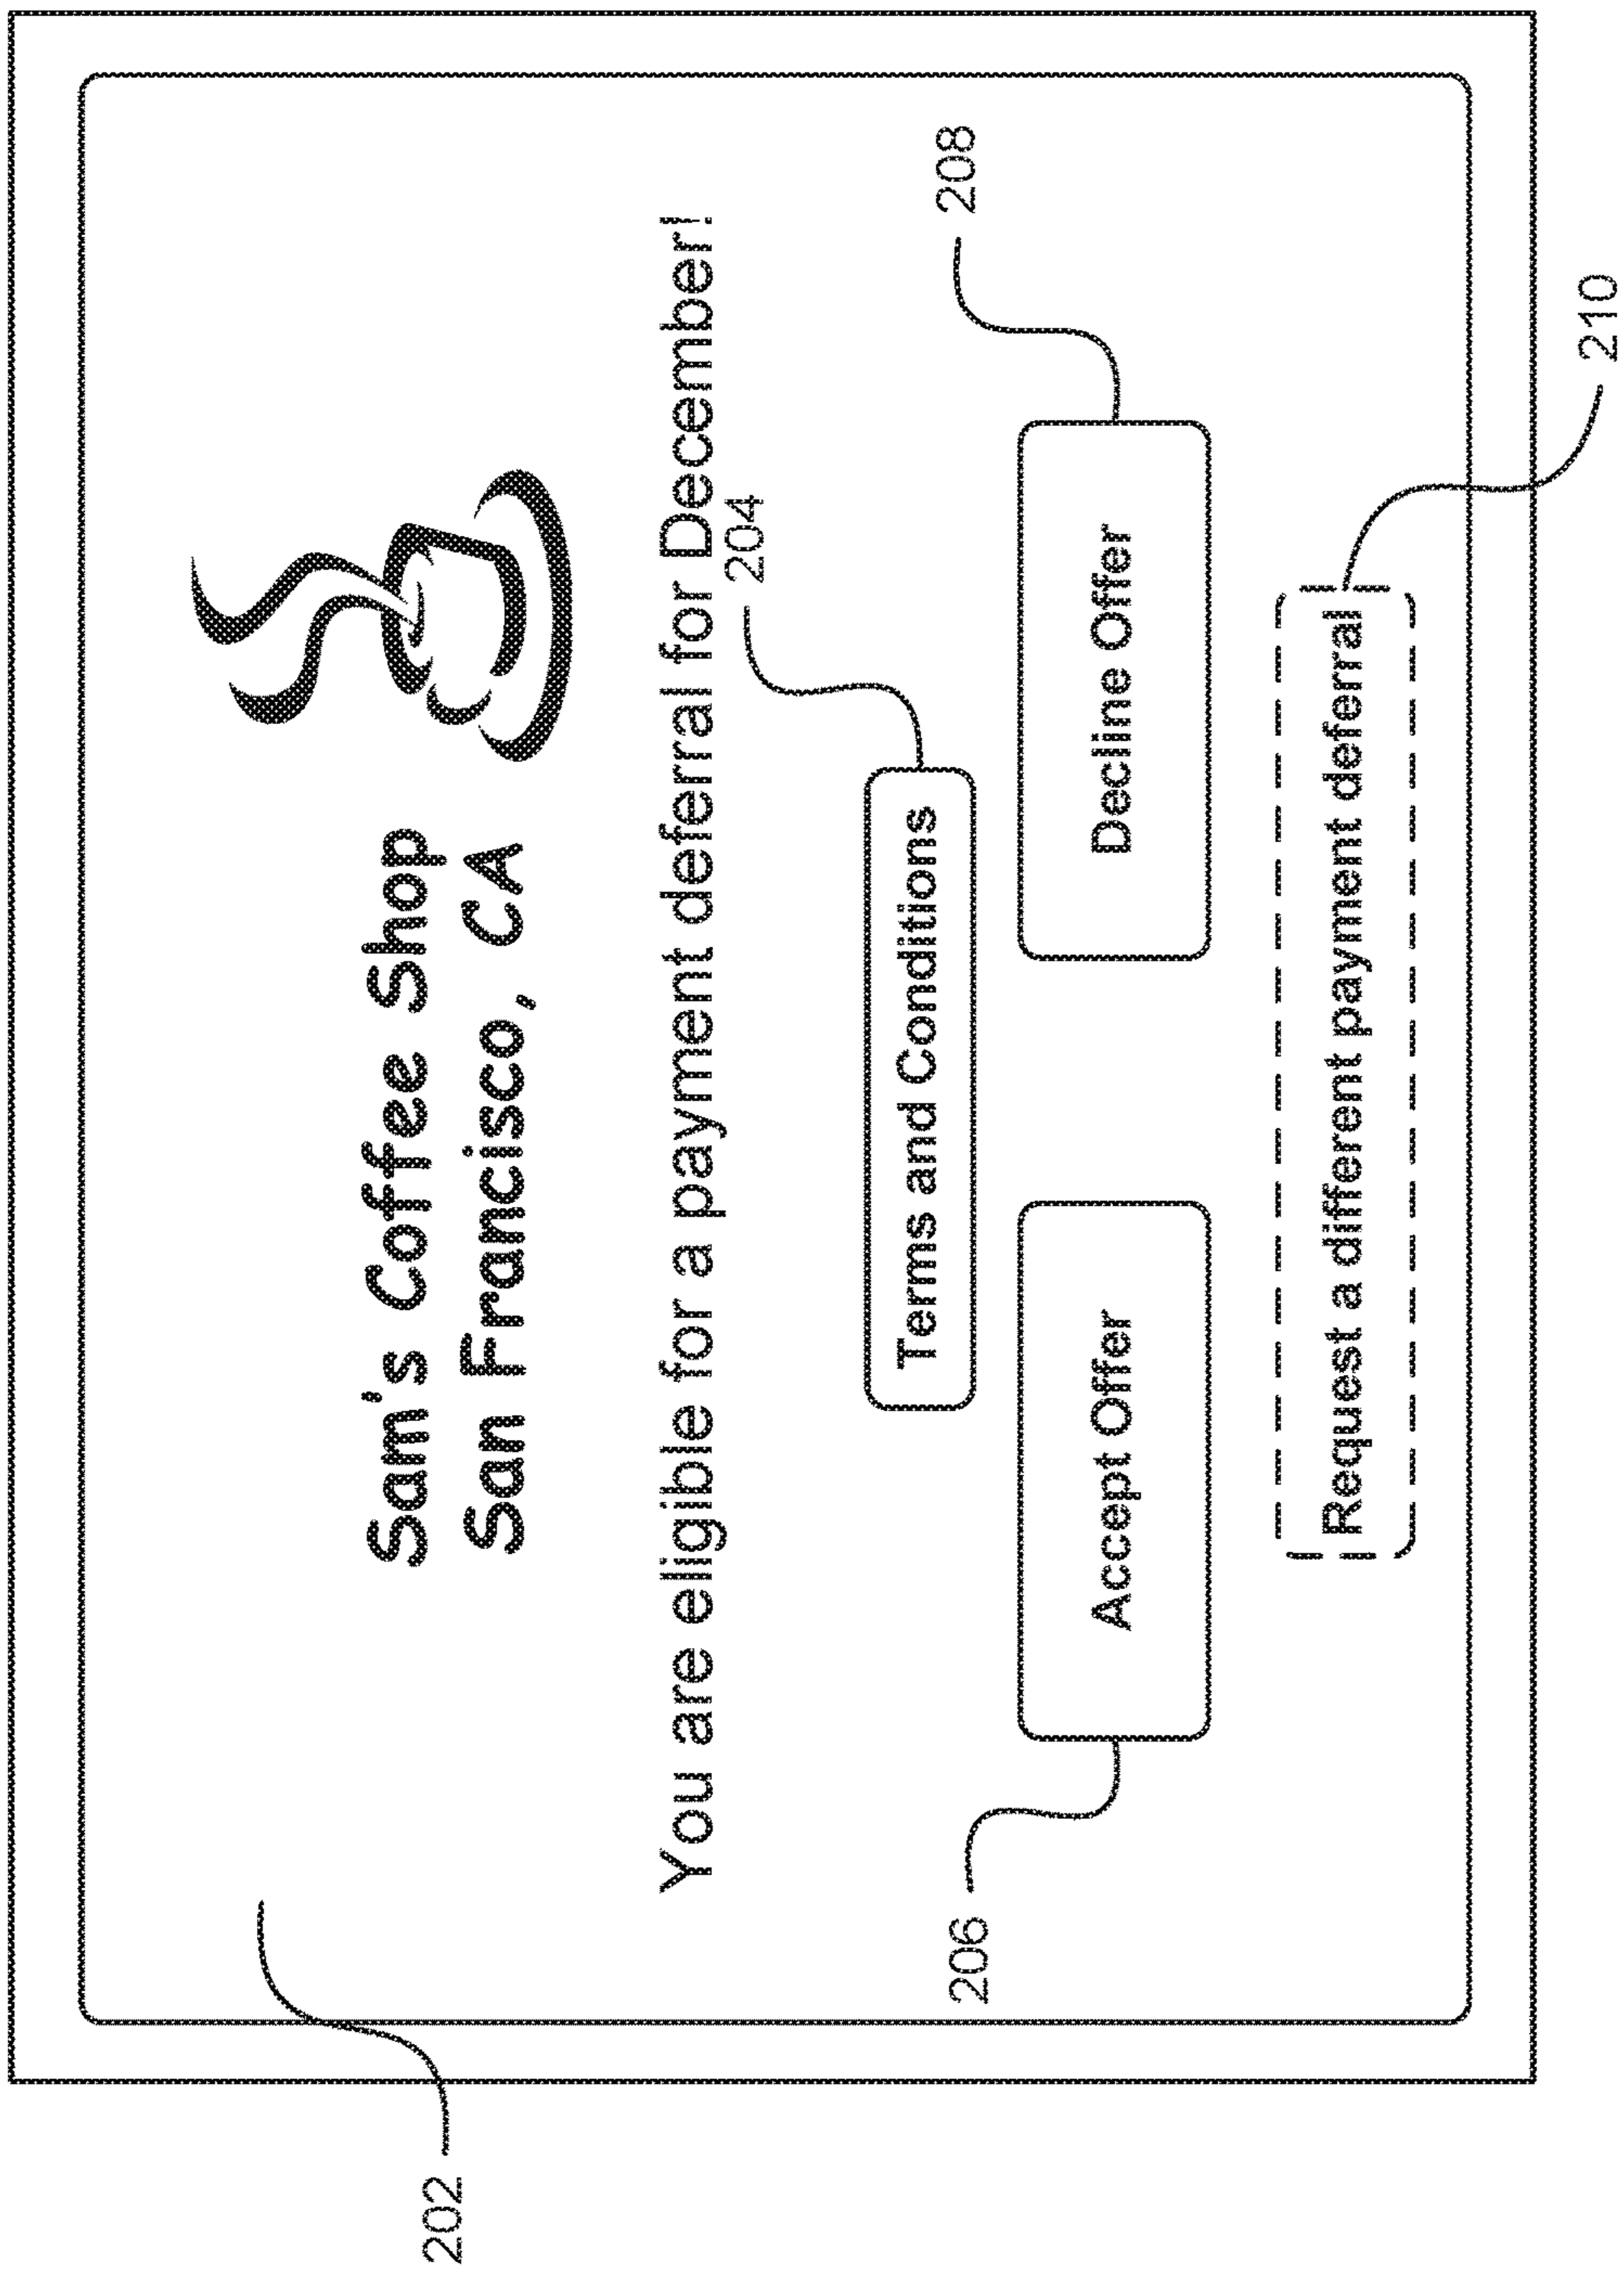 202
Sam's Coffee Shop
San Francisco, CA
You are eligible for a payment deferral for December!
204
Terms and Conditions
206
208
Accept Offer
Decline Offer
Request a different payment deferral
210